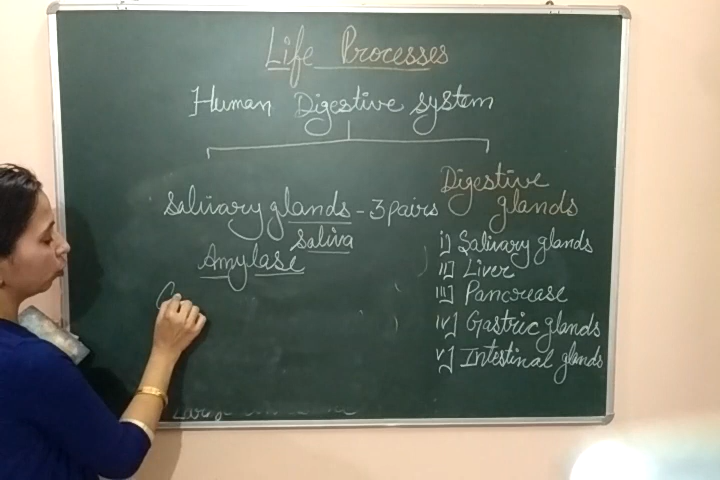 Life Processes
Human Digestive system
Salivary glands - 3 pairs
Saliva
Amylase
Digestive
glands
i] Salivary glands
ii] Liver
iii] Pancrease
iv] Gastric glands
v] Intestinal glands